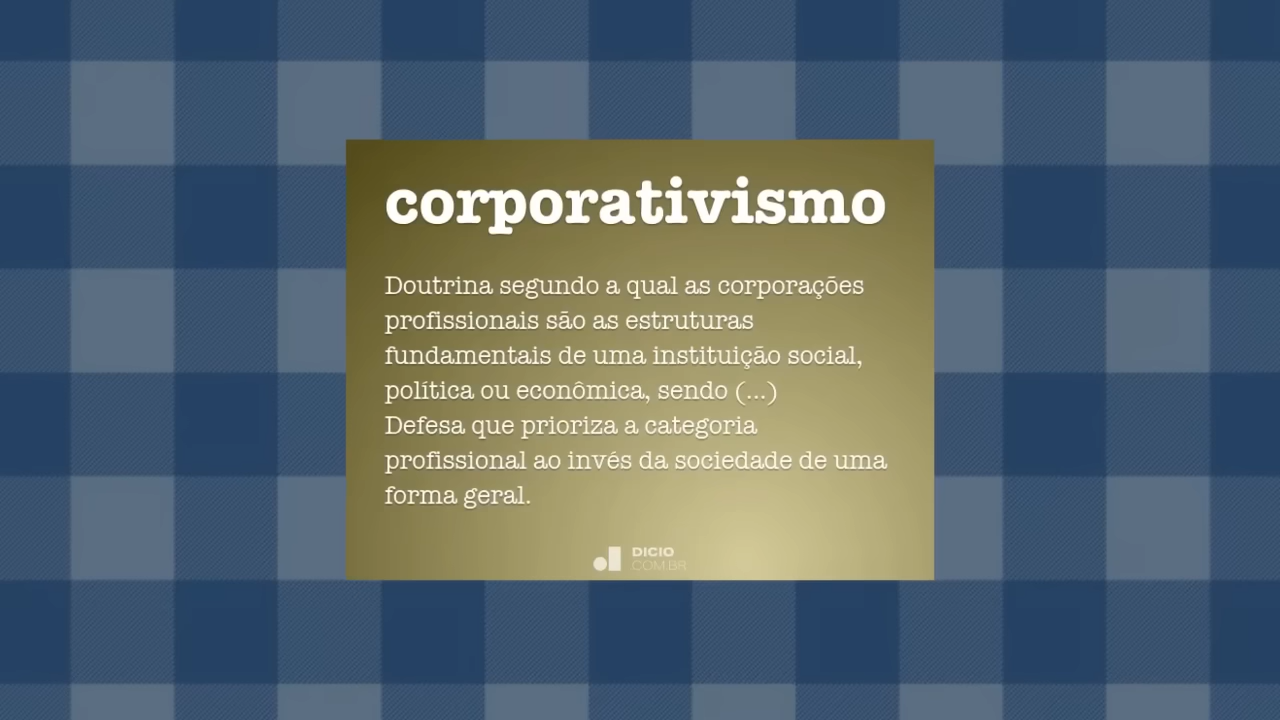 corporativismo
Doutrina segundo a qual as corporações
profissionais são as estruturas
fundamentais de uma instituição social,
política ou econômica, sendo (...)
Defesa que prioriza a categoria
profissional ao invés da sociedade de uma
forma geral.
DICIO
COM.BR